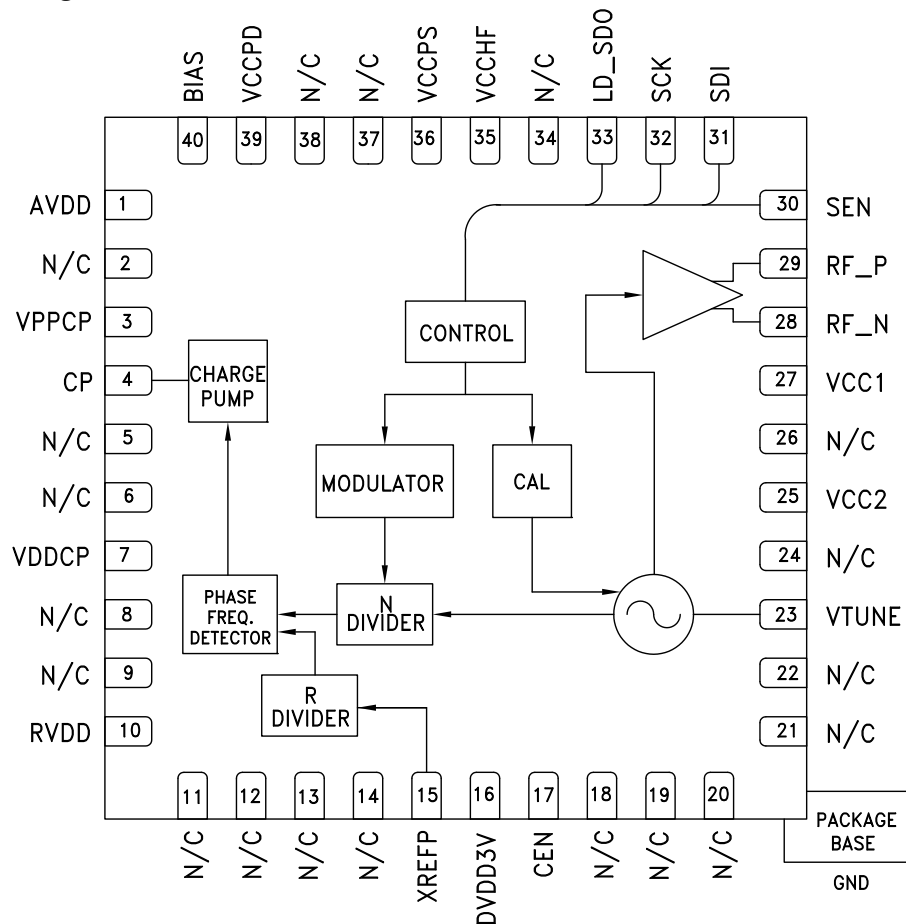 BIAS
VCCPD
N/C
N/C
VCCPS
VCCHF
N/C
LD_SDO
SCK
SDI
40
39
38
37
36
35
34
33
32
31
AVDD 1
N/C 2
VPPCP 3
CP 4
N/C 5
N/C 6
VDDCP 7
N/C 8
N/C 9
RVDD 10
30 SEN
29 RF_P
28 RF_N
27 VCC1
26 N/C
25 VCC2
24 N/C
23 VTUNE
22 N/C
21 N/C
CONTROL
CHARGE
PUMP
MODULATOR
CAL
PHASE
FREQ.
DETECTOR
N
DIVIDER
R
DIVIDER
11
12
13
14
15
16
17
18
19
20
N/C
N/C
N/C
N/C
XREFP
DVDD3V
CEN
N/C
N/C
N/C
PACKAGE
BASE
GND